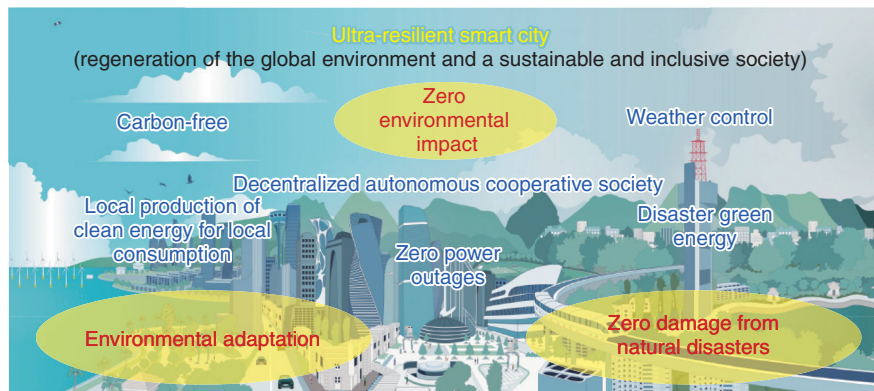 Ultra-resilient smart city
(regeneration of the global environment and a sustainable and inclusive society)
Zero
environmental
impact
Carbon-free
Weather control
Decentralized autonomous cooperative society
Local production of
clean energy for local
consumption
Disaster green
energy
Zero power
outages
Environmental adaptation
Zero damage from
natural disasters